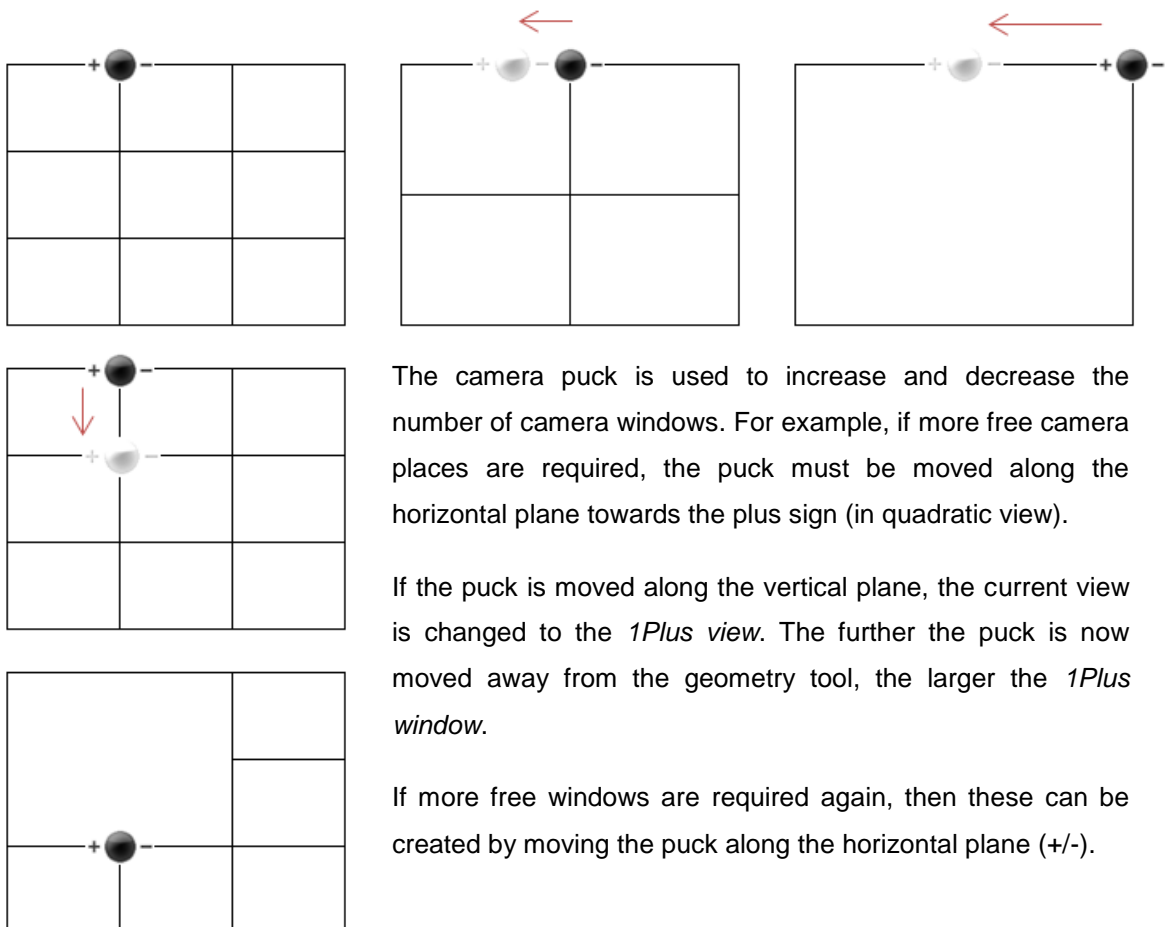 + -
+ - -
+ - + -
+ -
+ -
The camera puck is used to increase and decrease the
number of camera windows. For example, if more free camera
places are required, the puck must be moved along the
horizontal plane towards the plus sign (in quadratic view).
If the puck is moved along the vertical plane, the current view
is changed to the 1Plus view. The further the puck is now
moved away from the geometry tool, the larger the 1Plus
window.
If more free windows are required again, then these can be
created by moving the puck along the horizontal plane (+/-).
+ -